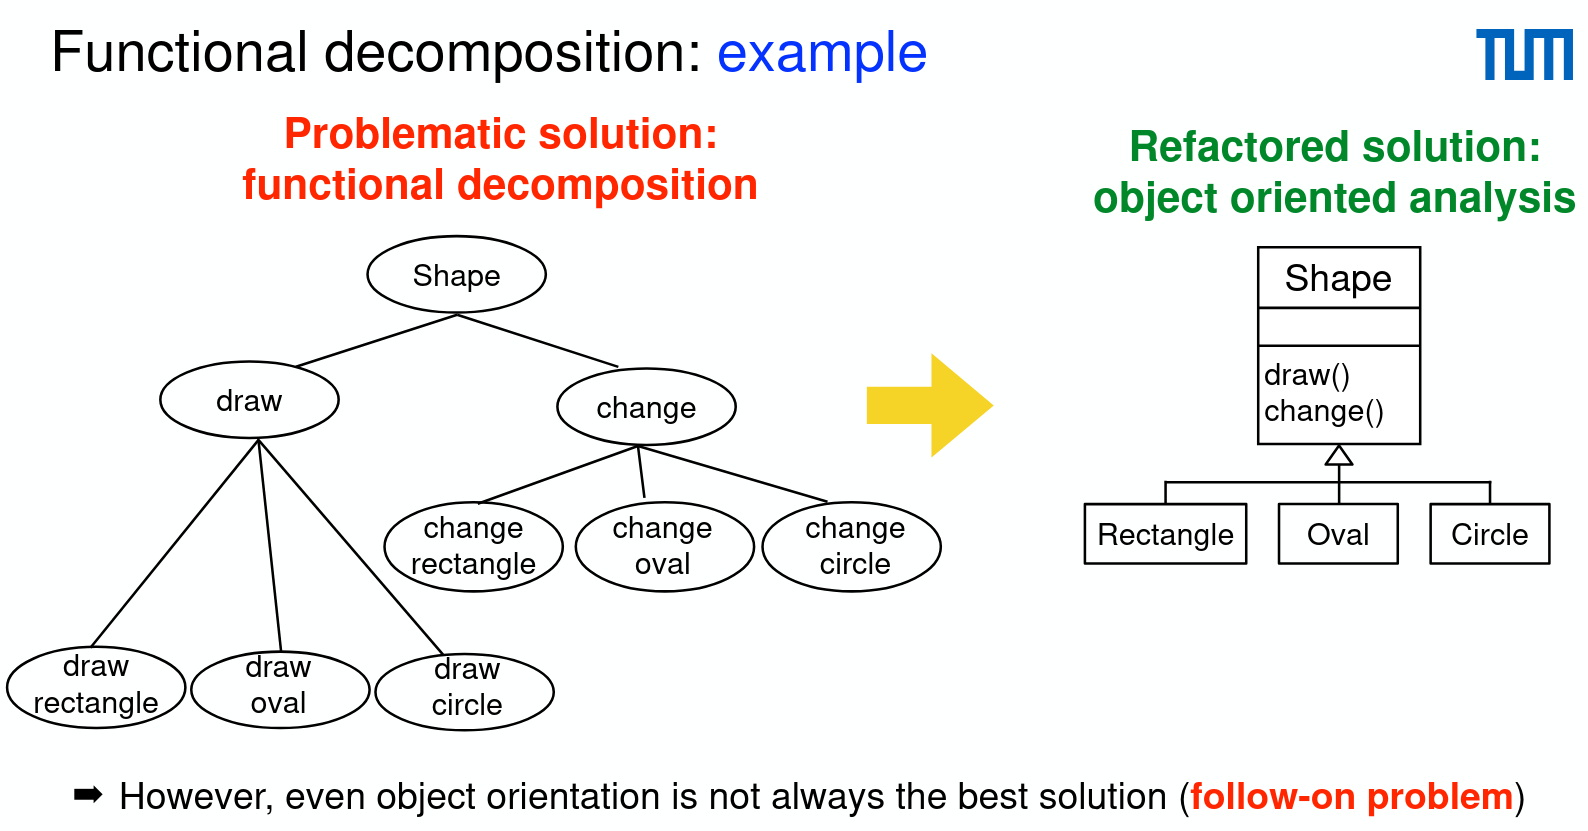 Functional decomposition: example
TUM
Problematic solution:
functional decomposition
Refactored solution:
object oriented analysis
Shape
draw
change
change
rectangle
change
oval
change
circle
draw
rectangle
draw
oval
draw
circle
Shape
draw()
change()
Rectangle
Oval
Circle
➡ However, even object orientation is not always the best solution (follow-on problem)